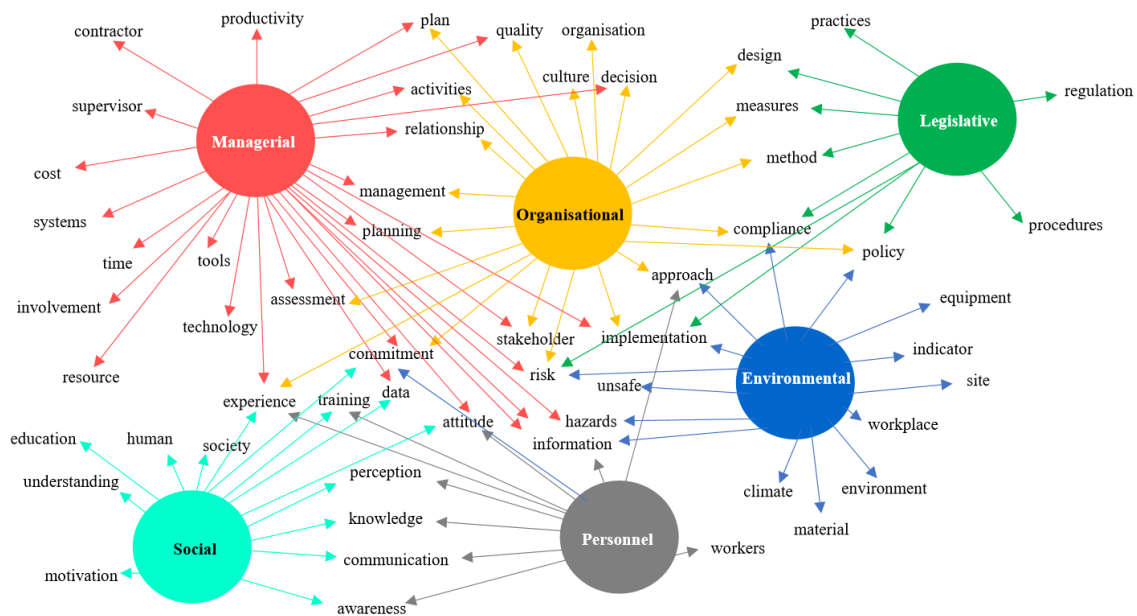 productivity
plan
practices
contractor
quality
organisation
design
culture
decision
activities
regulation
supervisor
measures
relationship
Managerial
Legislative
method
cost
management
Organisational
systems
planning
compliance
procedures
policy
time
tools
approach
involvement
assessment
equipment
technology
stakeholder
implementation
commitment
indicator
resource
risk
Environmental
unsafe
site
experience
training
data
attitude
hazards
workplace
education
human
society
information
understanding
perception
climate
environment
knowledge
material
Social
Personnel
workers
communication
motivation
awareness